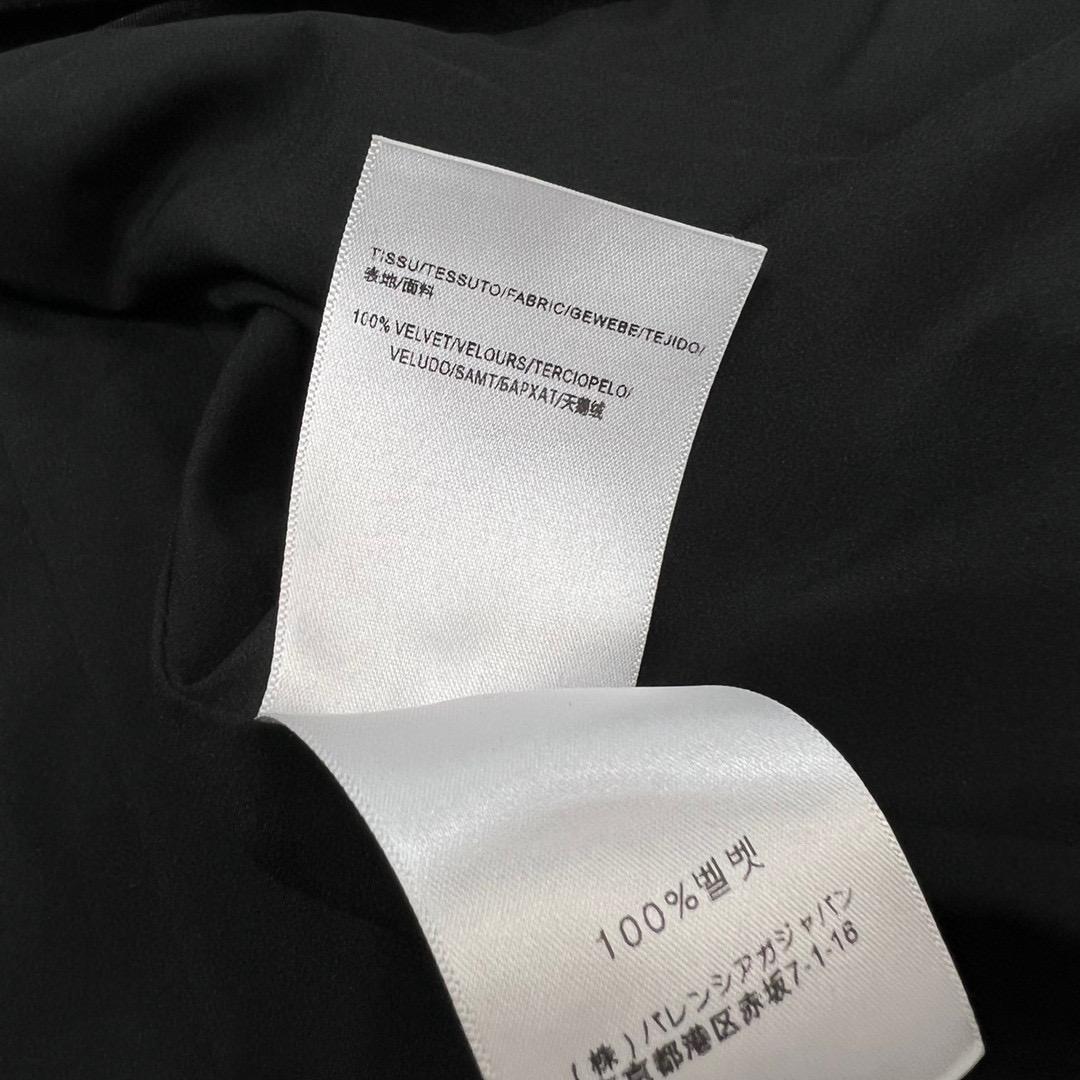 TISSU/TESSUTO/FABRIC/GEWEBE/TEJIDO/
表地/面料
100% VELVET/VELOURS/TERCIOPELO/
VELUDO/SAMT/БАРХАТ/天鹅绒
100%벨벳
(株)バレンシアガジャパン
京都港区赤坂7-1-16